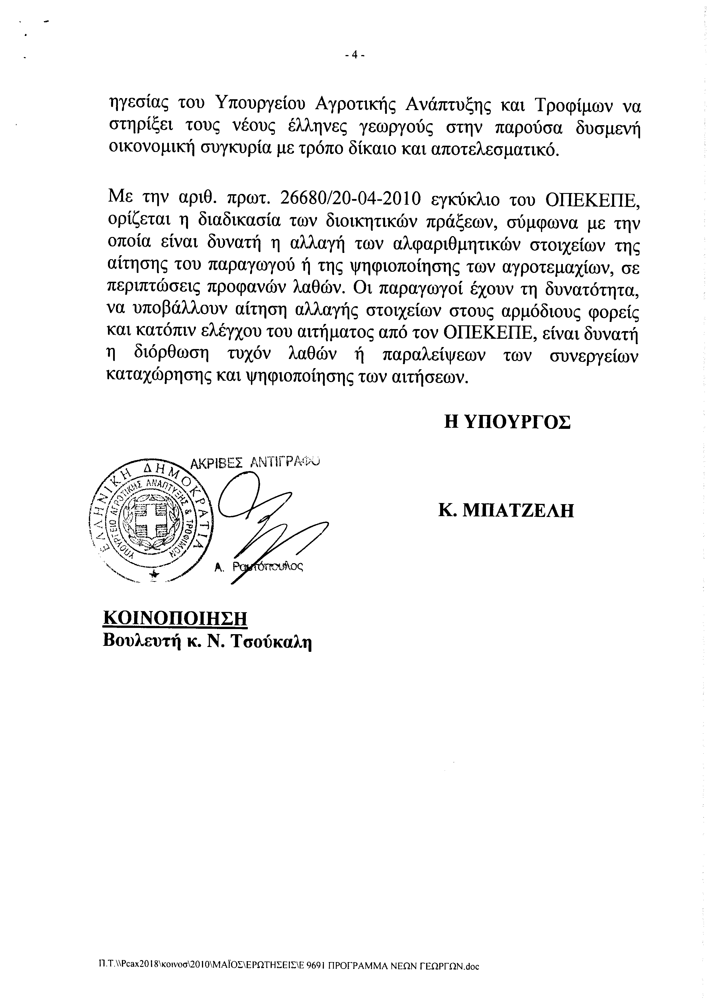 - 4 -
ηγεσίας του Υπουργείου Αγροτικής Ανάπτυξης και Τροφίμων να
στηρίξει τους νέους έλληνες γεωργούς στην παρούσα δυσμενή
οικονομική συγκυρία με τρόπο δίκαιο και αποτελεσματικό.
Με την αριθ. πρωτ. 26680/20-04-2010 εγκύκλιο του ΟΠΕΚΕΠΕ,
ορίζεται η διαδικασία των διοικητικών πράξεων, σύμφωνα με την
οποία είναι δυνατή η αλλαγή των αλφαριθμητικών στοιχείων της
αίτησης του παραγωγού ή της ψηφιοποίησης των αγροτεμαχίων, σε
περιπτώσεις προφανών λαθών. Οι παραγωγοί έχουν τη δυνατότητα,
να υποβάλλουν αίτηση αλλαγής στοιχείων στους αρμόδιους φορείς
και κατόπιν ελέγχου του αιτήματος από τον ΟΠΕΚΕΠΕ, είναι δυνατή
η διόρθωση τυχόν λαθών ή παραλείψεων των συνεργείων
καταχώρησης και ψηφιοποίησης των αιτήσεων.
Η ΥΠΟΥΡΓΟΣ
ΑΚΡΙΒΕΣ ΑΝΤΙΓΡΑΦΟ
ΕΛΛΗΝΙΚΗ ΔΗΜΟΚΡΑΤΙΑ
ΥΠΟΥΡΓΕΙΟ ΑΓΡΟΤΙΚΗΣ ΑΝΑΠΤΥΞΗΣ & ΤΡΟΦΙΜΩΝ
Κ. ΜΠΑΤΖΕΛΗ
Α.
ΚΟΙΝΟΠΟΙΗΣΗ
Βουλευτή κ. Ν. Τσούκαλη
Π.Τ.\\Pcax2018\κοινοσ\2010\ΜΑΪΟΣ\ΕΡΩΤΗΣΕΙΣ\Ε 9691 ΠΡΟΓΡΑΜΜΑ ΝΕΩΝ ΓΕΩΡΓΩΝ.doc